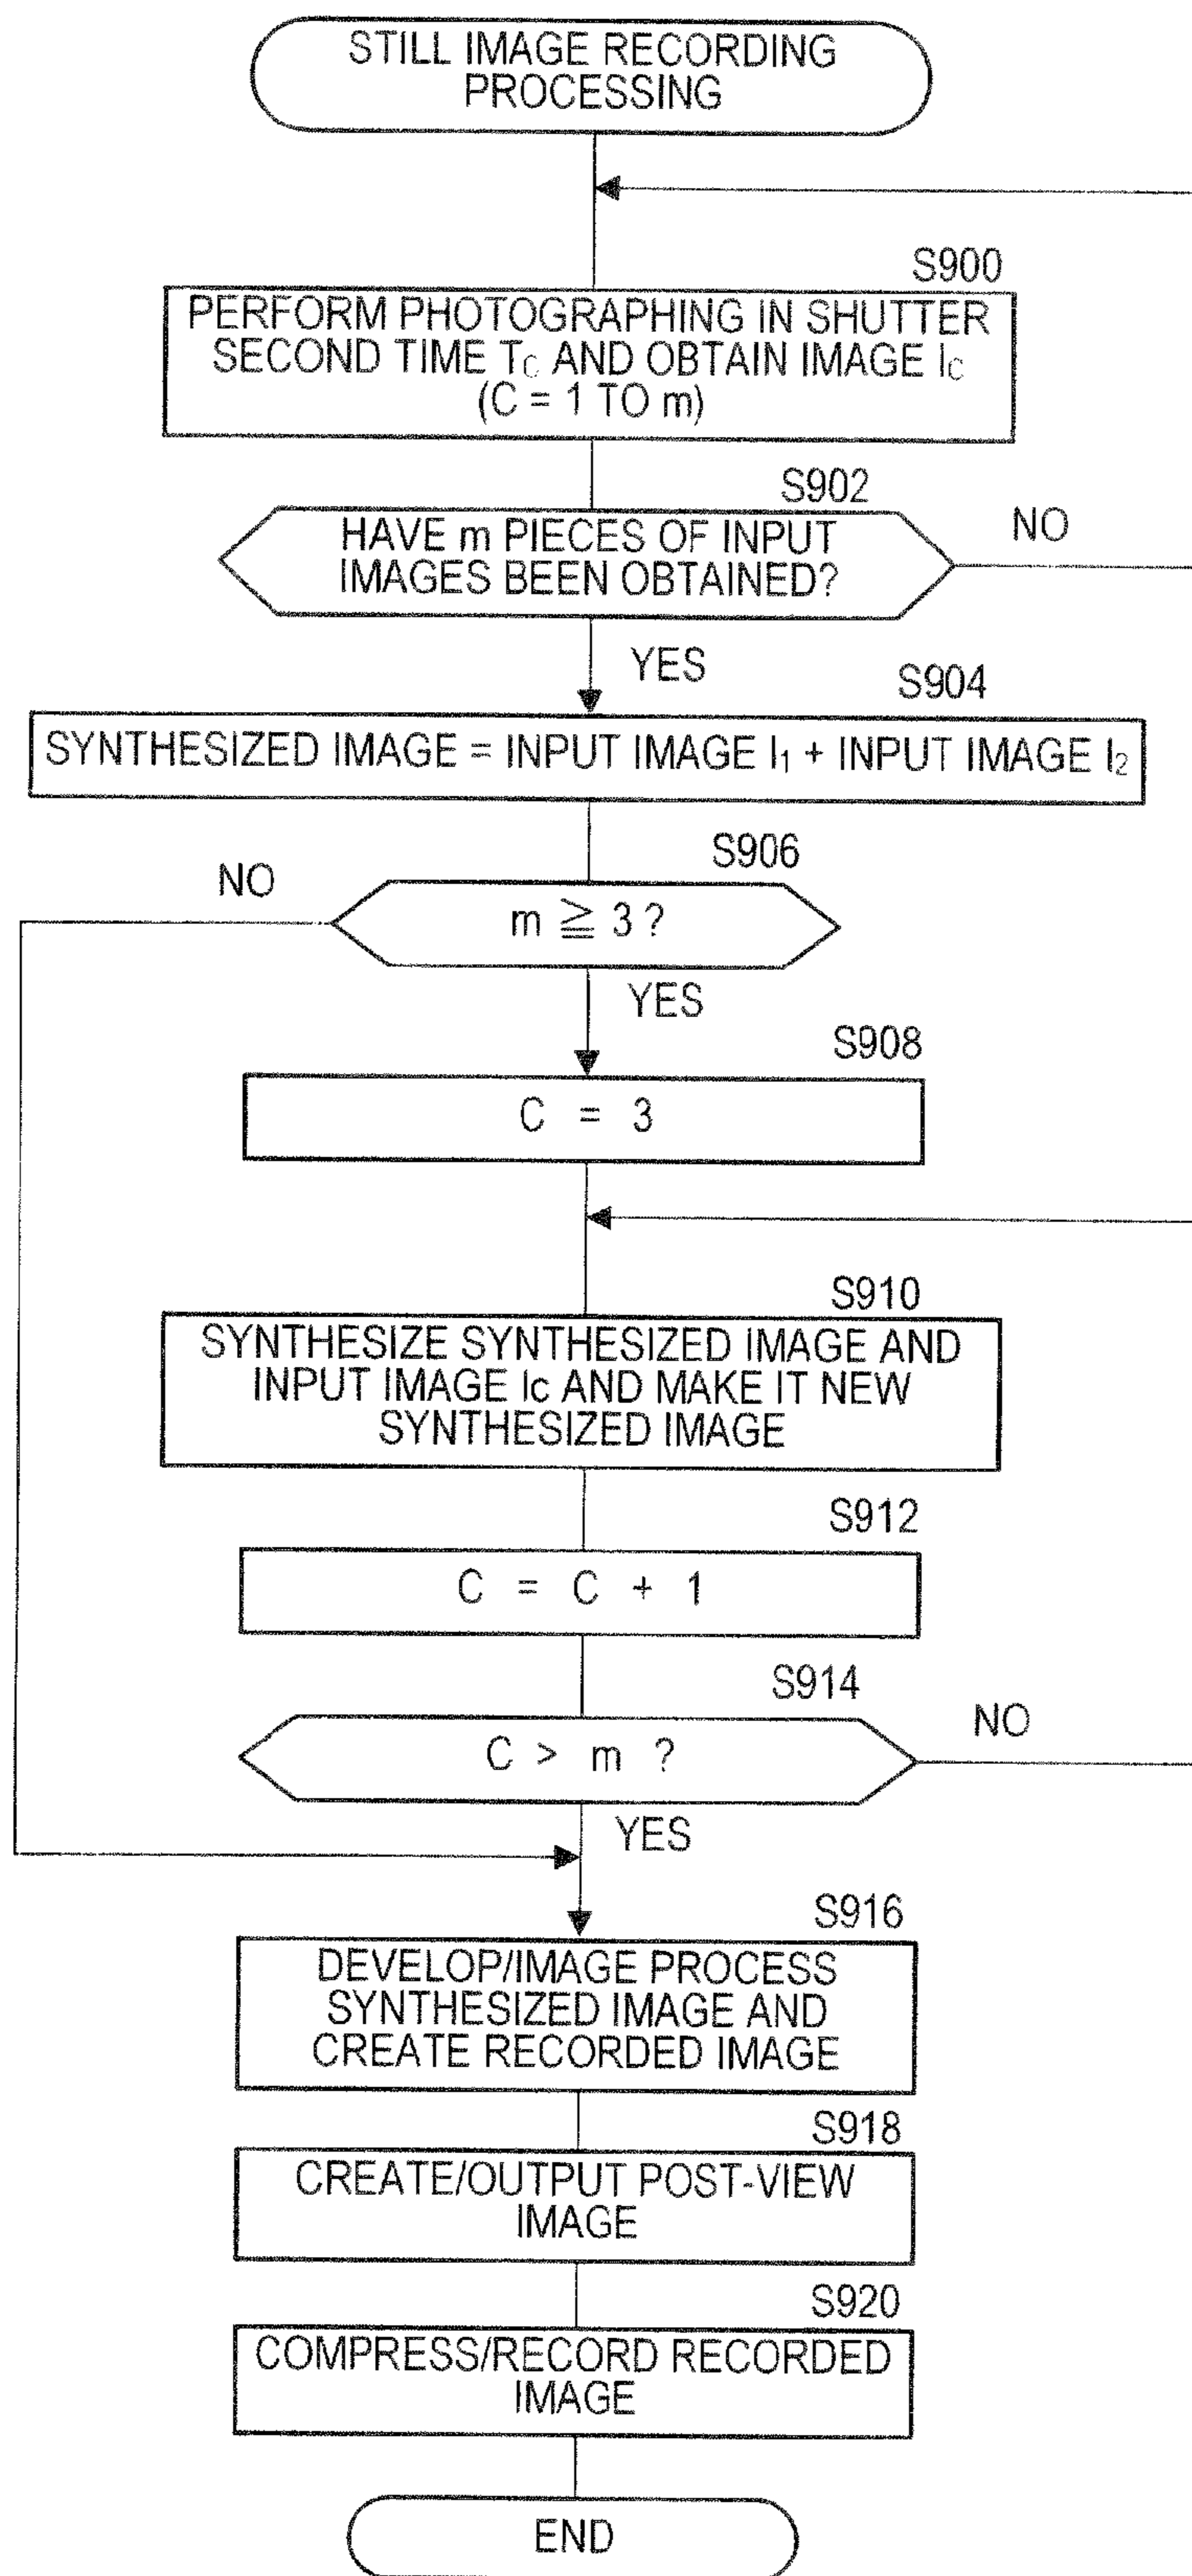 STILL IMAGE RECORDING
PROCESSING
S900
PERFORM PHOTOGRAPHING IN SHUTTER
SECOND TIME T_C AND OBTAIN IMAGE I_C
(C = 1 TO m)
S902
HAVE m PIECES OF INPUT
IMAGES BEEN OBTAINED?
NO
YES
S904
SYNTHESIZED IMAGE = INPUT IMAGE I₁ + INPUT IMAGE I₂
S906
NO
m ≧ 3 ?
YES
S908
C = 3
S910
SYNTHESIZE SYNTHESIZED IMAGE AND
INPUT IMAGE Ic AND MAKE IT NEW
SYNTHESIZED IMAGE
S912
C = C + 1
S914
C > m ?
NO
YES
S916
DEVELOP/IMAGE PROCESS
SYNTHESIZED IMAGE AND
CREATE RECORDED IMAGE
S918
CREATE/OUTPUT POST-VIEW
IMAGE
S920
COMPRESS/RECORD RECORDED
IMAGE
END